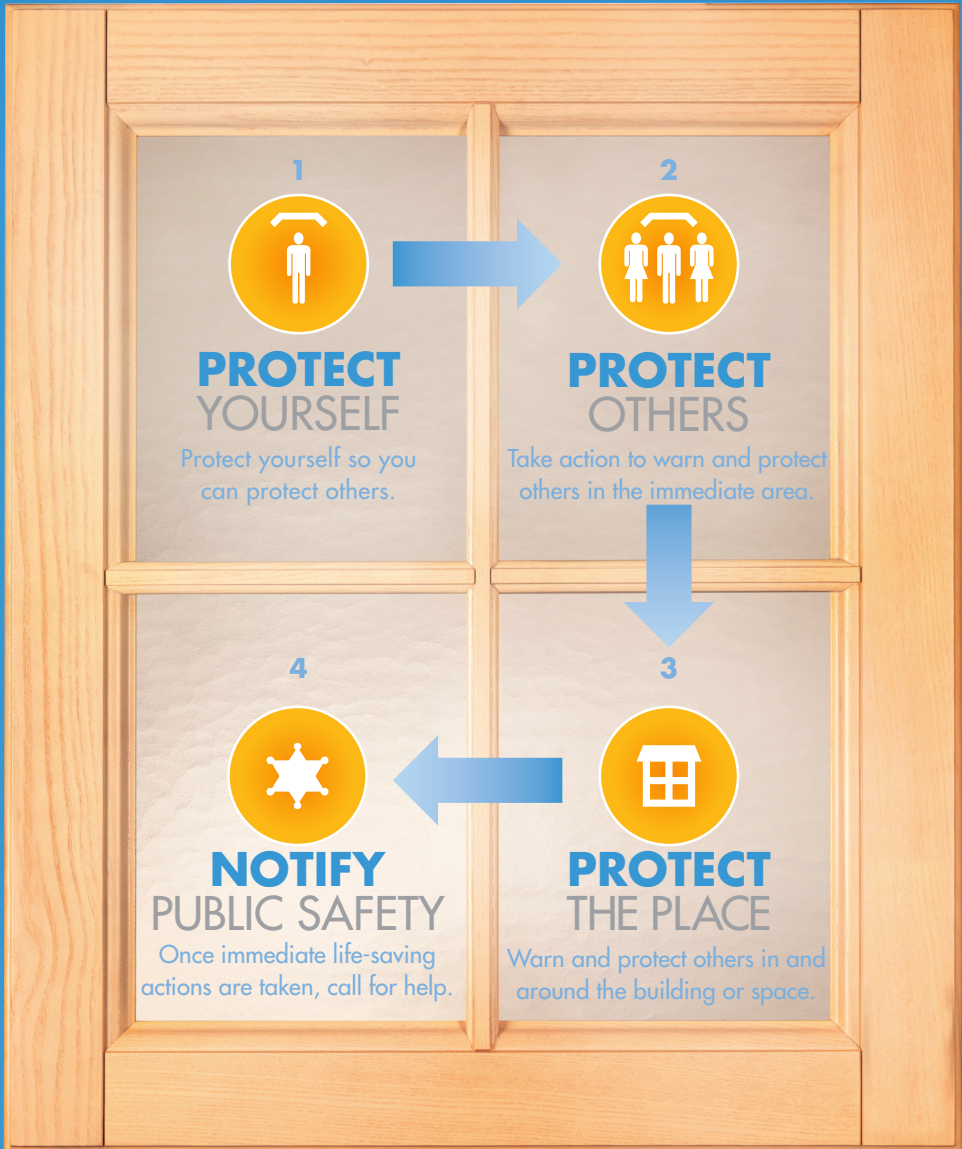 1
PROTECT
YOURSELF
Protect yourself so you
can protect others.
2
PROTECT
OTHERS
Take action to warn and protect
others in the immediate area.
3
PROTECT
THE PLACE
Warn and protect others in and
around the building or space.
4
NOTIFY
PUBLIC SAFETY
Once immediate life-saving
actions are taken, call for help.